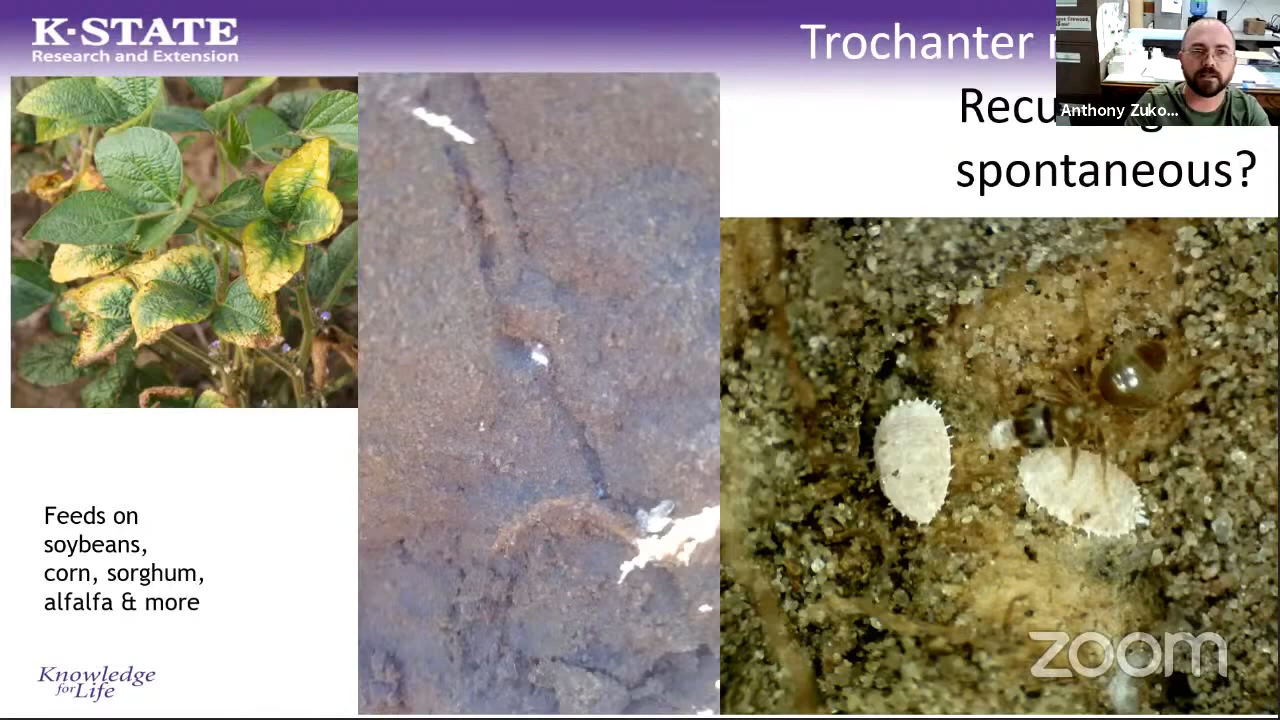 K-STATE
Research and Extension
Trochanter
Anthony Zuko...
spontaneous?
Feeds on
soybeans,
corn, sorghum,
alfalfa & more
Knowledge
for Life
zoom